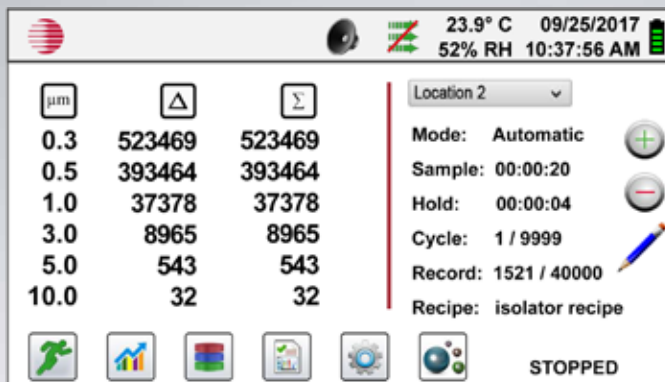 23.9° C 09/25/2017
52% RH 10:37:56 AM
µm Δ Σ
0.3 523469 523469
0.5 393464 393464
1.0 37378 37378
3.0 8965 8965
5.0 543 543
10.0 32 32
Location 2
Mode: Automatic
Sample: 00:00:20
Hold: 00:00:04
Cycle: 1 / 9999
Record: 1521 / 40000
Recipe: isolator recipe
STOPPED